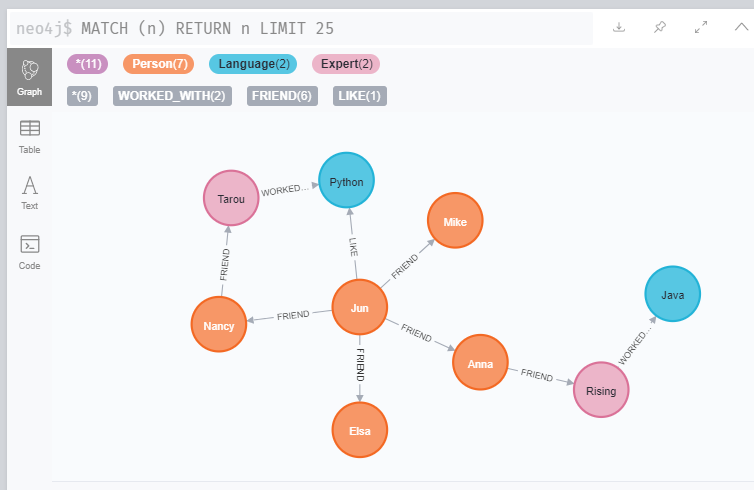 neo4j$ MATCH (n) RETURN n LIMIT 25
Graph
Table
Text
Code
*(11) Person(7) Language(2) Expert(2)
*(9) WORKED_WITH(2) FRIEND(6) LIKE(1)
Tarou
WORKED…
Python
Mike
FRIEND
LIKE
FRIEND
Nancy
FRIEND
Jun
FRIEND
FRIEND
Anna
FRIEND
Rising
WORKED…
Java
Elsa